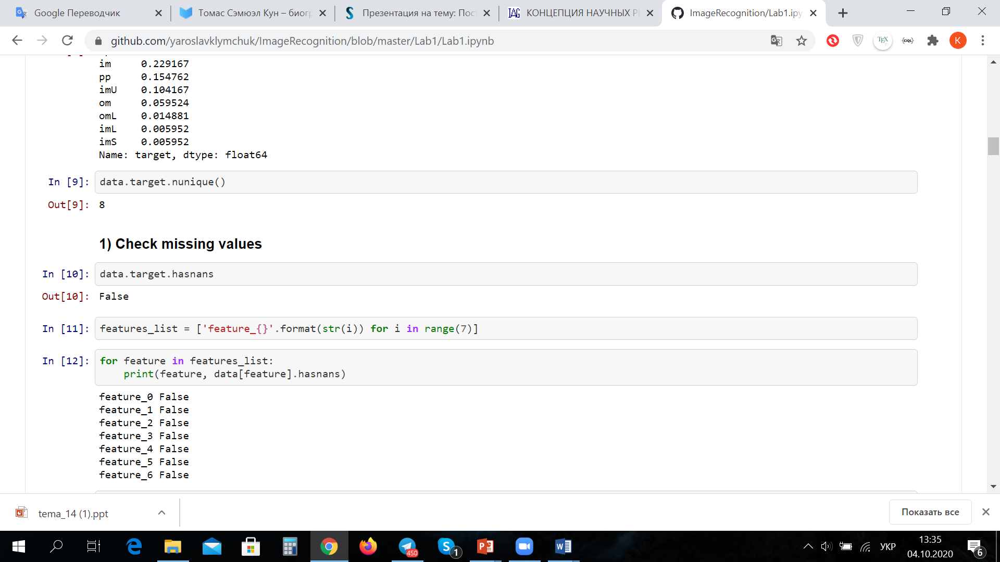 Google Переводчик
Томас Сэмюэл Кун – биогр
Презентация на тему: Пост
КОНЦЕПЦИЯ НАУЧНЫХ РЕ
ImageRecognition/Lab1.ipy
github.com/yaroslavklymchuk/ImageRecognition/blob/master/Lab1/Lab1.ipynb
TEX
K
im 0.229167
pp 0.154762
imU 0.104167
om 0.059524
omL 0.014881
imL 0.005952
imS 0.005952
Name: target, dtype: float64
In [9]: data.target.nunique()
Out[9]: 8
1) Check missing values
In [10]: data.target.hasnans
Out[10]: False
In [11]: features_list = ['feature_{}'.format(str(i)) for i in range(7)]
In [12]: for feature in features_list:
print(feature, data[feature].hasnans)
feature_0 False
feature_1 False
feature_2 False
feature_3 False
feature_4 False
feature_5 False
feature_6 False
tema_14 (1).ppt
Показать все
450
1
УКР
13:35
04.10.2020
6